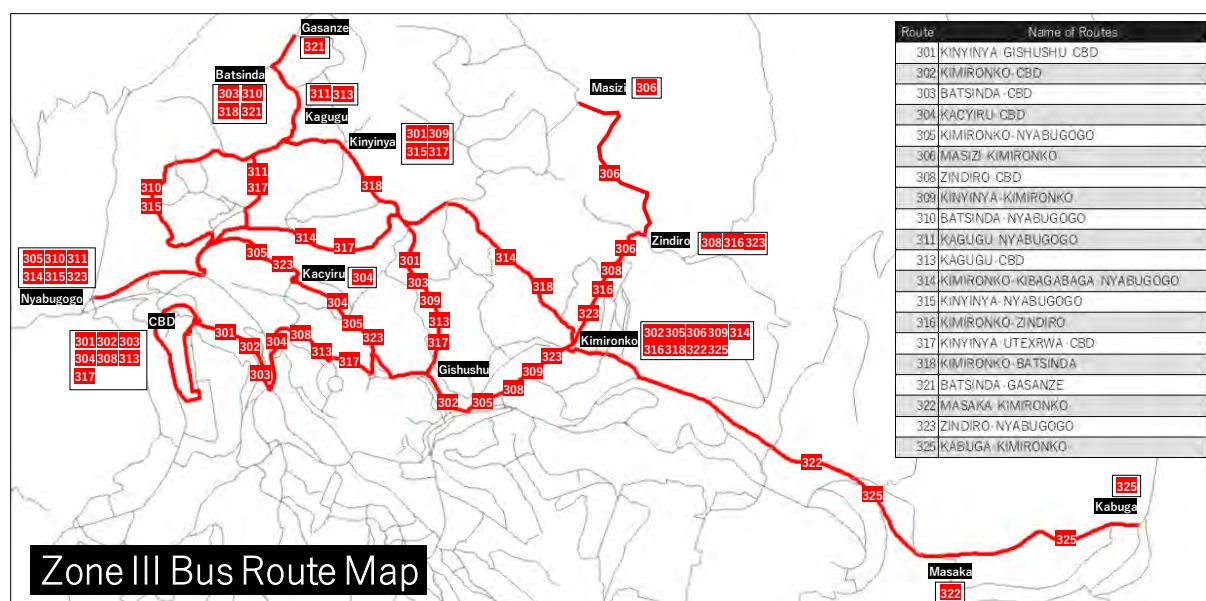 Gasanze
321
Batsinda
303 310
318 321
311 313
Kagugu
Masizi 306
Kinyinya
301 309
315 317
311
317
310
315
318
306
314
317
305
323
Kacyiru 304
305 310 311
314 315 323
Nyabugogo
301
303
309
313
317
314
318
306
308
316
323
Zindiro 308 316 323
304
305
323
CBD
301 302 303
304 308 313
317
301
302
303
304
308
313
317
Gishushu
302
305
308
309
323
Kimironko
302 305 306 309 314
316 318 322 325
322
325
325
325
Kabuga
Masaka
322
Zone III Bus Route Map
Route Name of Routes
301 KINYINYA-GISHUSHU-CBD
302 KIMIRONKO-CBD
303 BATSINDA-CBD
304 KACYIRU-CBD
305 KIMIRONKO-NYABUGOGO
306 MASIZI-KIMIRONKO
308 ZINDIRO-CBD
309 KINYINYA-KIMIRONKO
310 BATSINDA-NYABUGOGO
311 KAGUGU-NYABUGOGO
313 KAGUGU-CBD
314 KIMIRONKO-KIBAGABAGA-NYABUGOGO
315 KINYINYA-NYABUGOGO
316 KIMIRONKO-ZINDIRO
317 KINYINYA-UTEXRWA-CBD
318 KIMIRONKO-BATSINDA
321 BATSINDA-GASANZE
322 MASAKA-KIMIRONKO
323 ZINDIRO-NYABUGOGO
325 KABUGA-KIMIRONKO